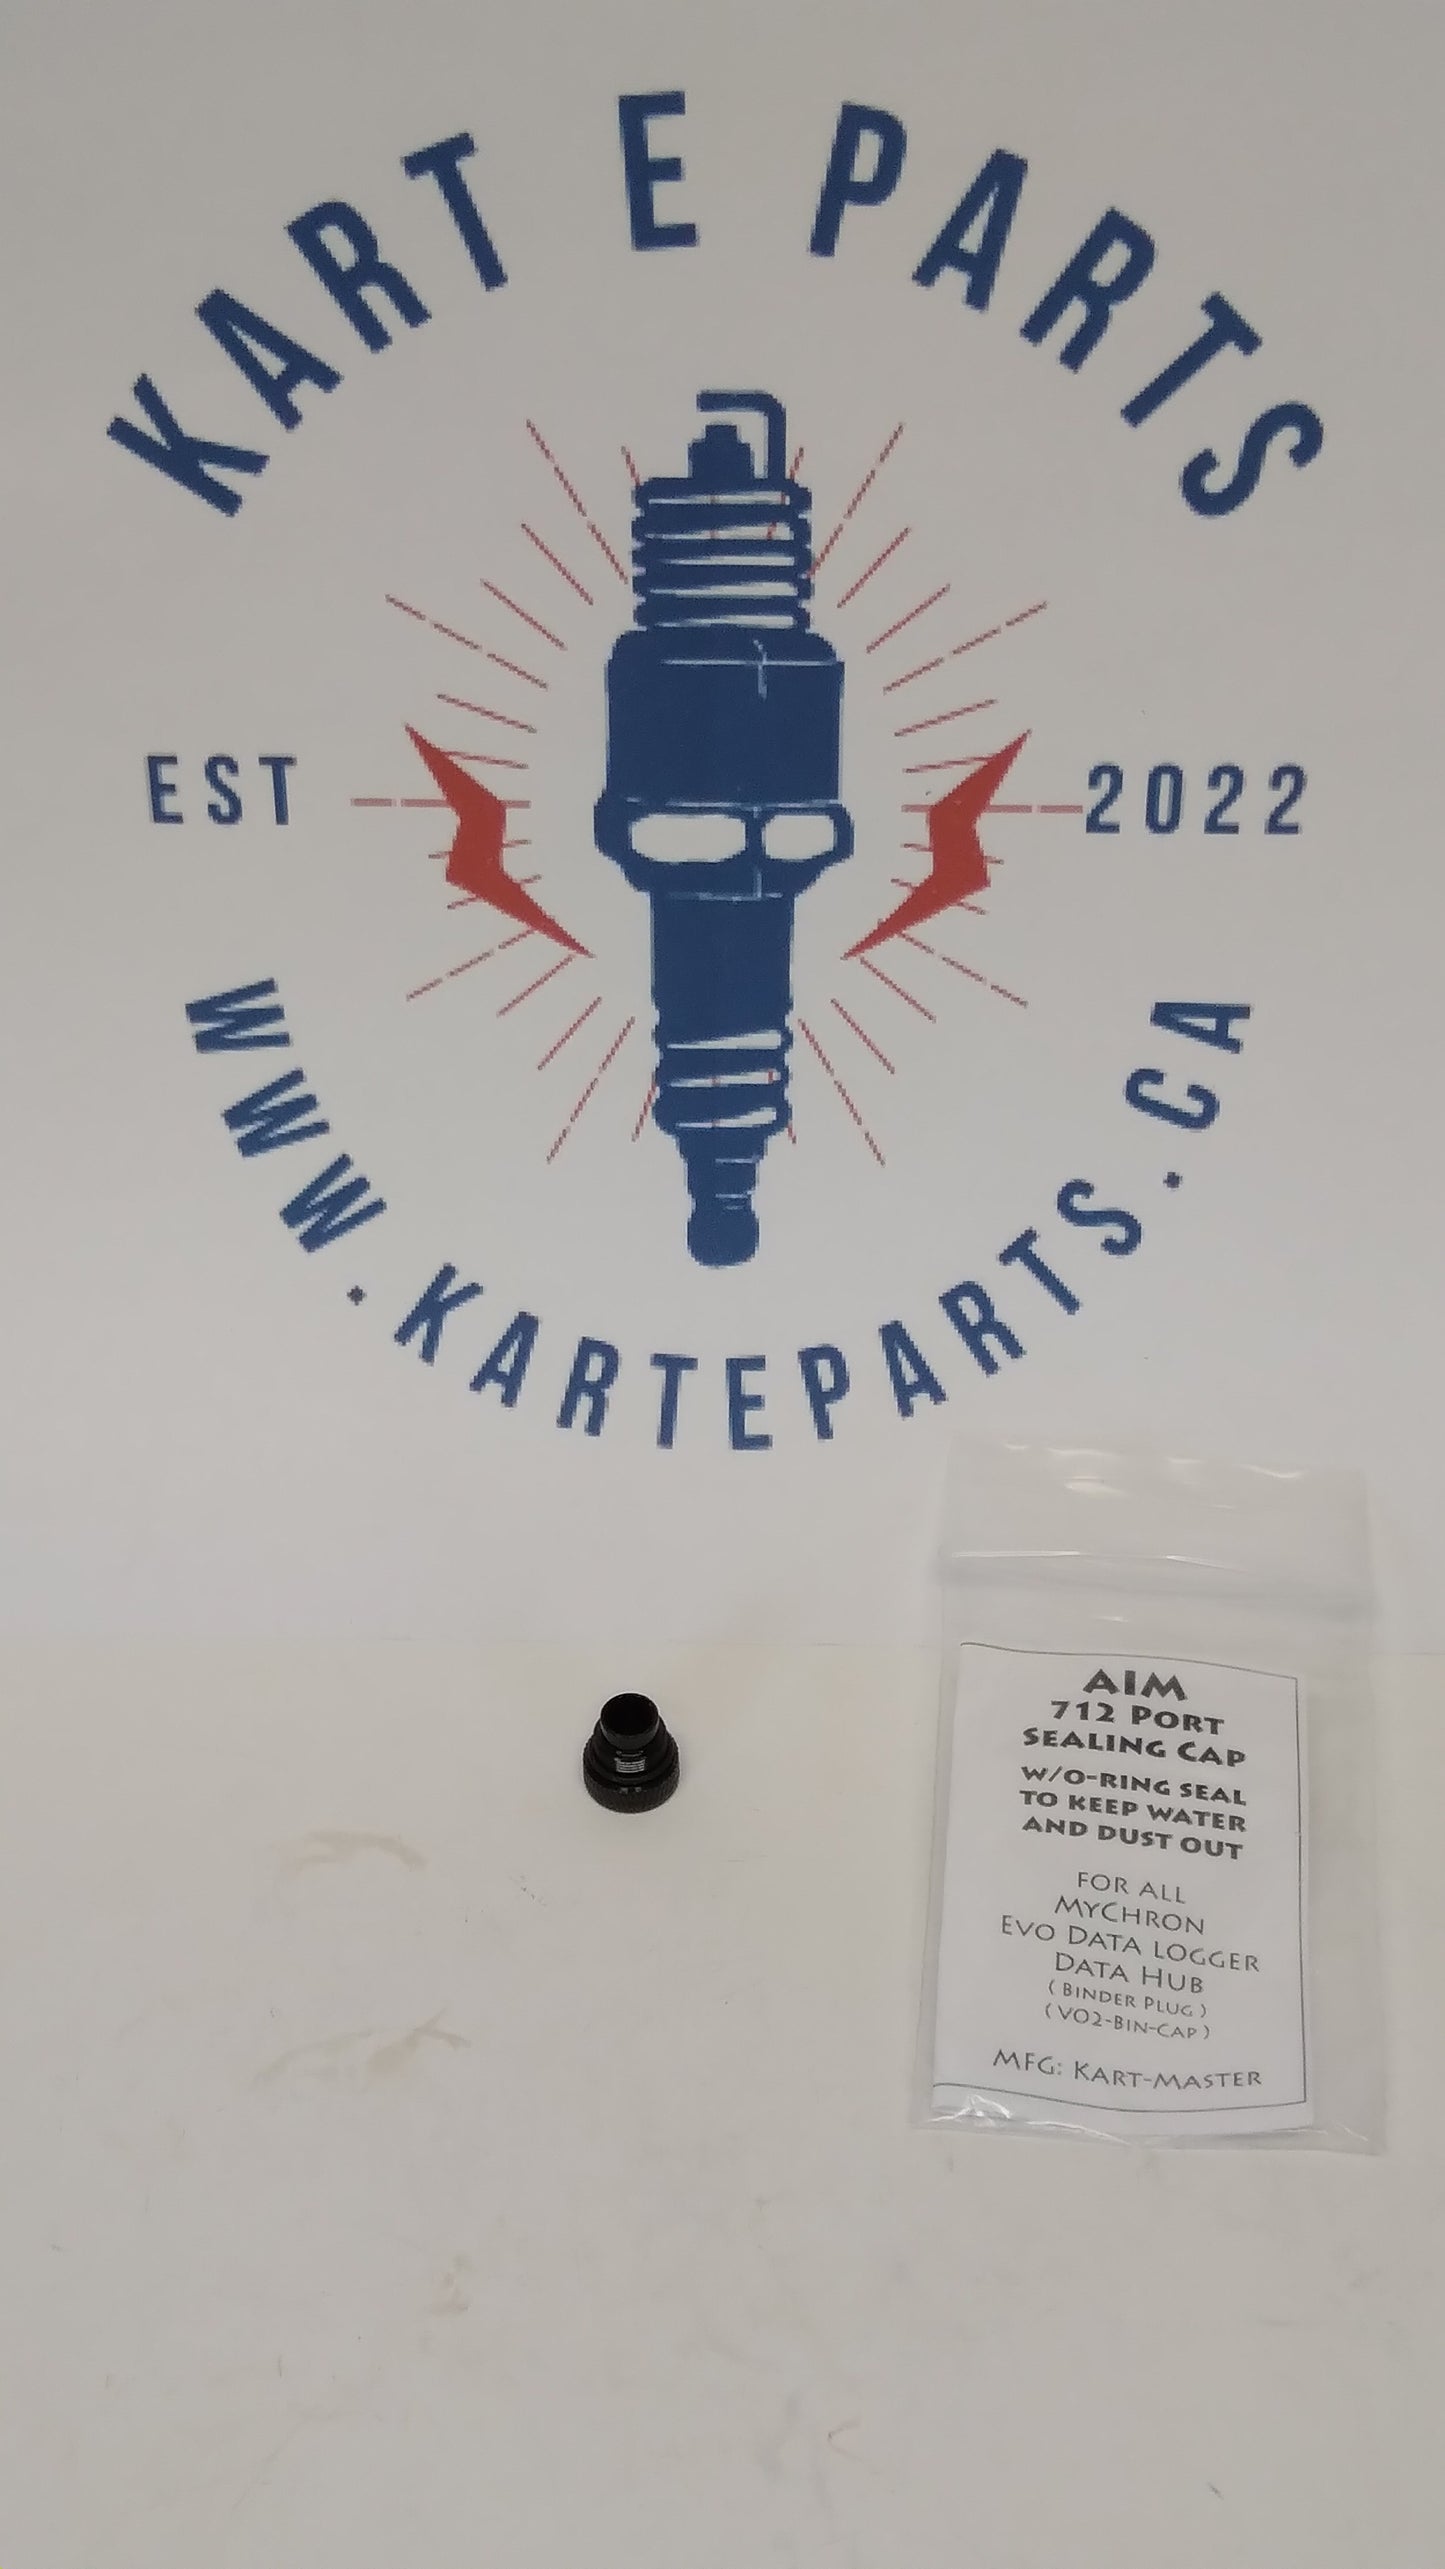 KART E PARTS
EST 2022
WWW.KARTEPARTS.CA
AIM
712 PORT
SEALING CAP
W/O-RING SEAL
TO KEEP WATER
AND DUST OUT
FOR ALL
MYCHRON
EVO DATA LOGGER
DATA HUB
( BINDER PLUG )
( VO2-BIN-CAP )
MFG: KART-MASTER